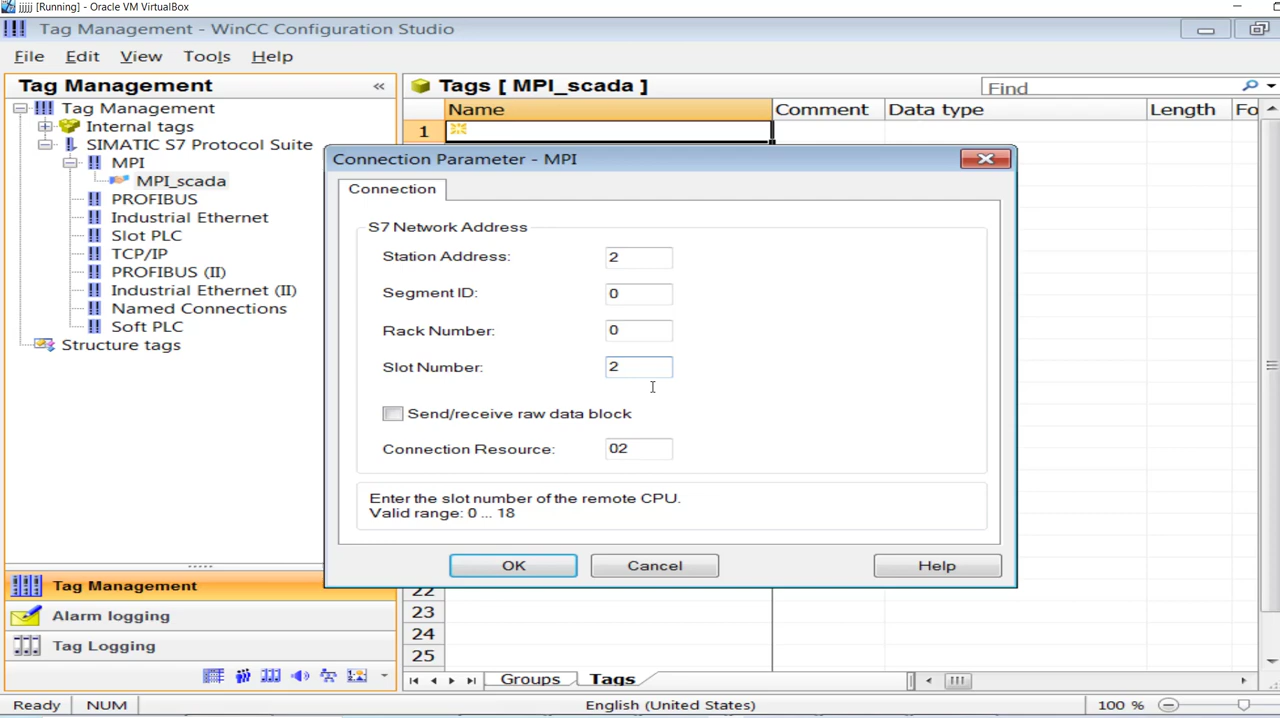 jjjjj [Running] - Oracle VM VirtualBox
Tag Management - WinCC Configuration Studio
File Edit View Tools Help
Tag Management «
Tag Management
Internal tags
SIMATIC S7 Protocol Suite
MPI
MPI_scada
PROFIBUS
Industrial Ethernet
Slot PLC
TCP/IP
PROFIBUS (II)
Industrial Ethernet (II)
Named Connections
Soft PLC
Structure tags
Tag Management
Alarm logging
Tag Logging
Tags [ MPI_scada ]
Find
Name Comment Data type Length Fo
1
Connection Parameter - MPI
Connection
S7 Network Address
Station Address: 2
Segment ID: 0
Rack Number: 0
Slot Number: 2
Send/receive raw data block
Connection Resource: 02
Enter the slot number of the remote CPU.
Valid range: 0 ... 18
OK Cancel Help
22
23
24
25
Groups Tags
Ready NUM English (United States) 100 %